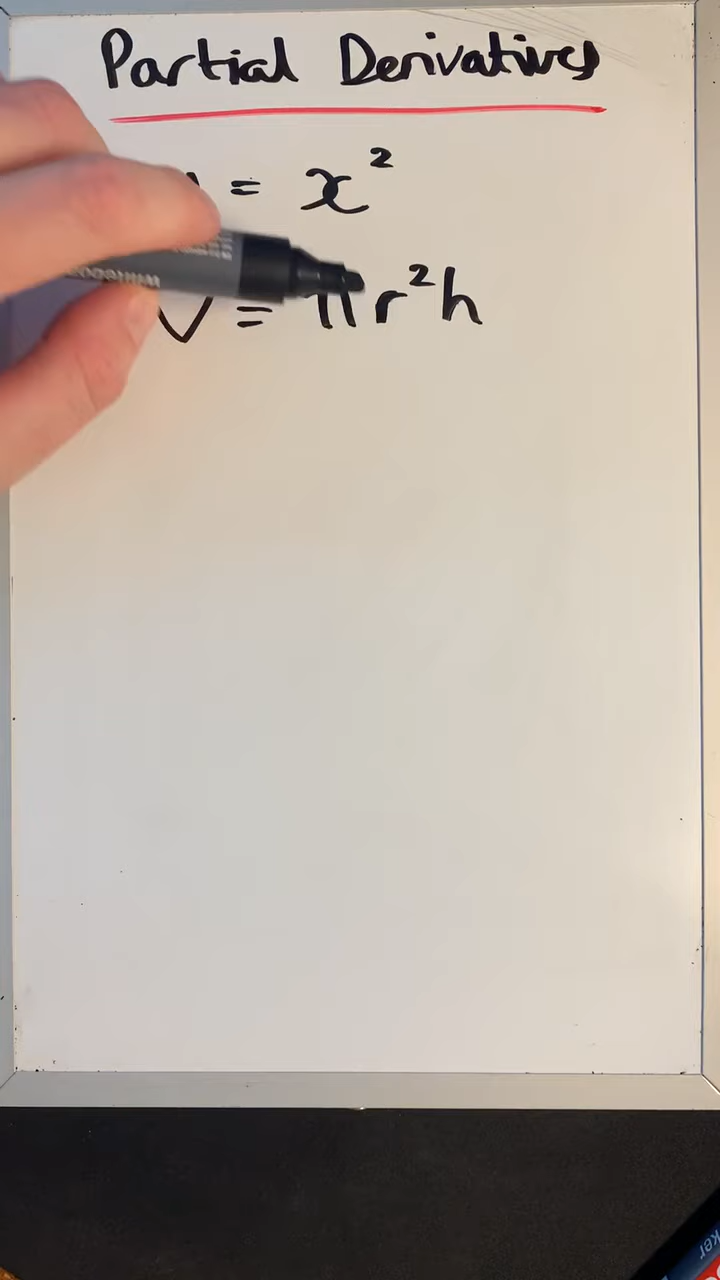 Partial Derivatives
= x²
V = πr²h